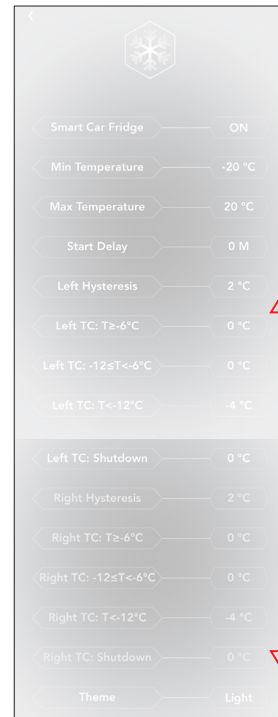 Smart Car Fridge ON
Min Temperature -20 °C
Max Temperature 20 °C
Start Delay 0 M
Left Hysteresis 2 °C
Left TC: T≥-6°C 0 °C
Left TC: -12≤T<-6°C 0 °C
Left TC: T<-12°C -4 °C
Left TC: Shutdown 0 °C
Right Hysteresis 2 °C
Right TC: T≥-6°C 0 °C
Right TC: -12≤T<-6°C 0 °C
Right TC: T<-12°C -4 °C
Right TC: Shutdown 0 °C
Theme Light